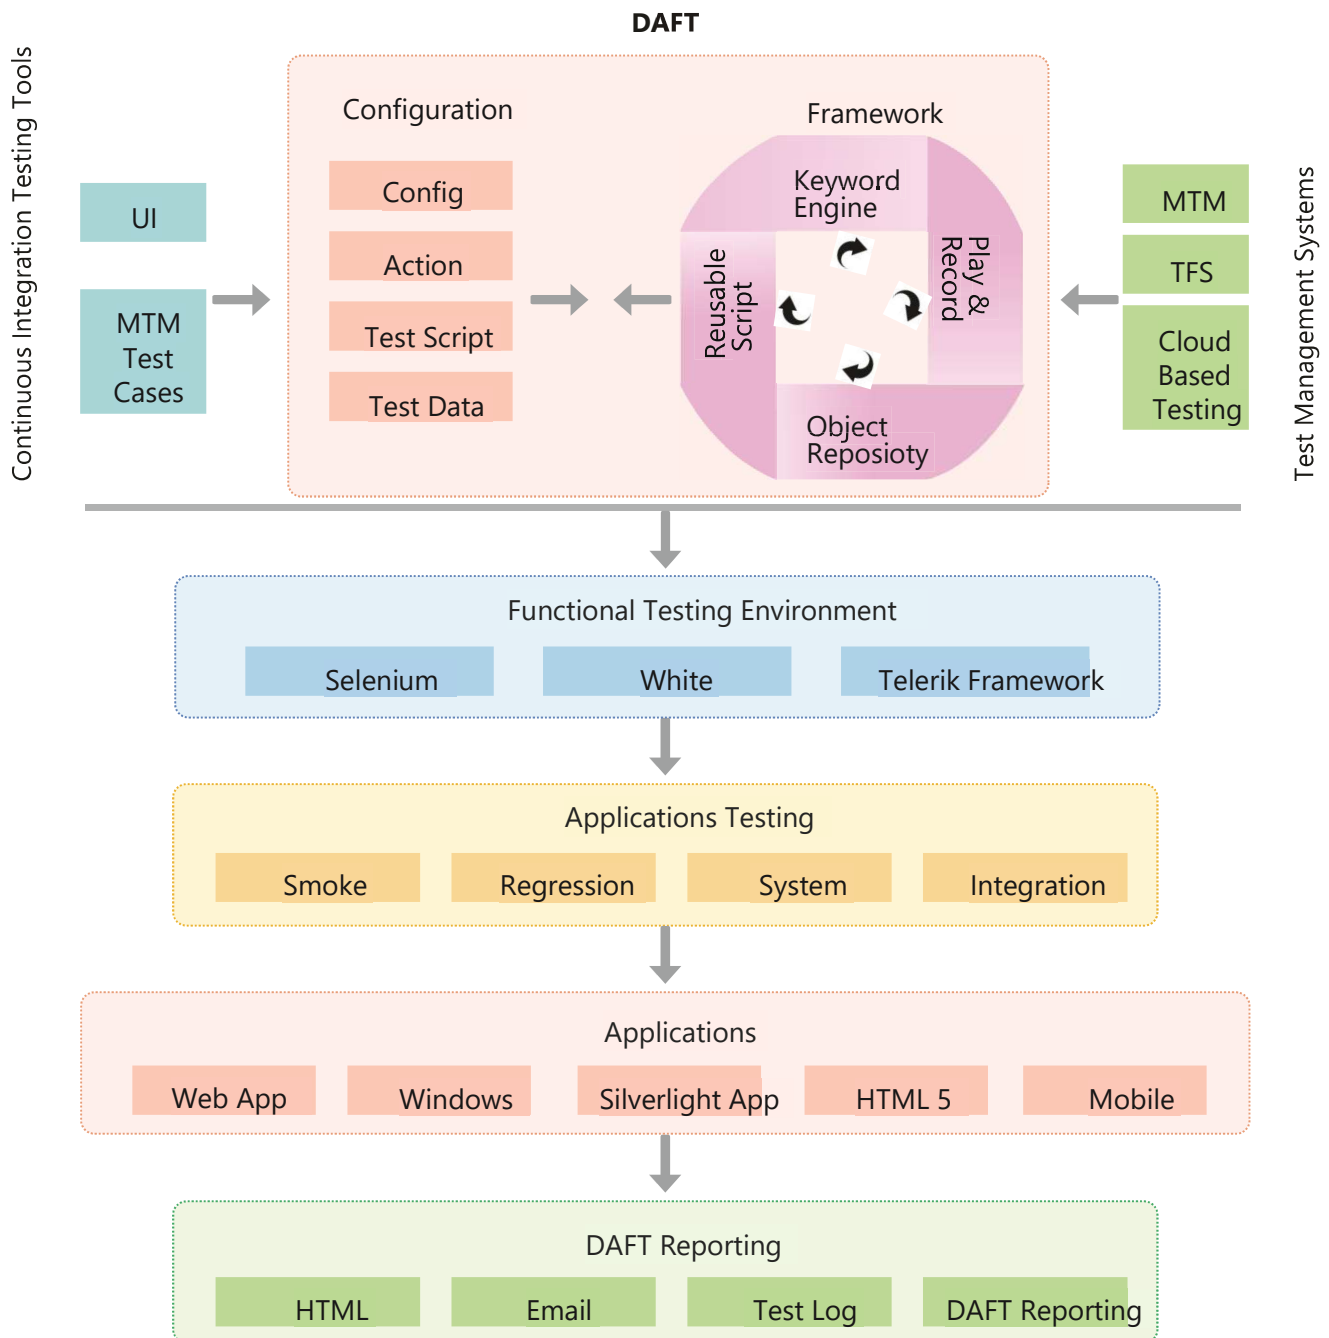 DAFT
Continuous Integration Testing Tools
UI
MTM
Test
Cases
Configuration
Config
Action
Test Script
Test Data
Framework
Keyword
Engine
Play &
Record
Reusable
Script
Object
Reposioty
MTM
TFS
Cloud
Based
Testing
Test Management Systems
Functional Testing Environment
Selenium
White
Telerik Framework
Applications Testing
Smoke
Regression
System
Integration
Applications
Web App
Windows
Silverlight App
HTML 5
Mobile
DAFT Reporting
HTML
Email
Test Log
DAFT Reporting